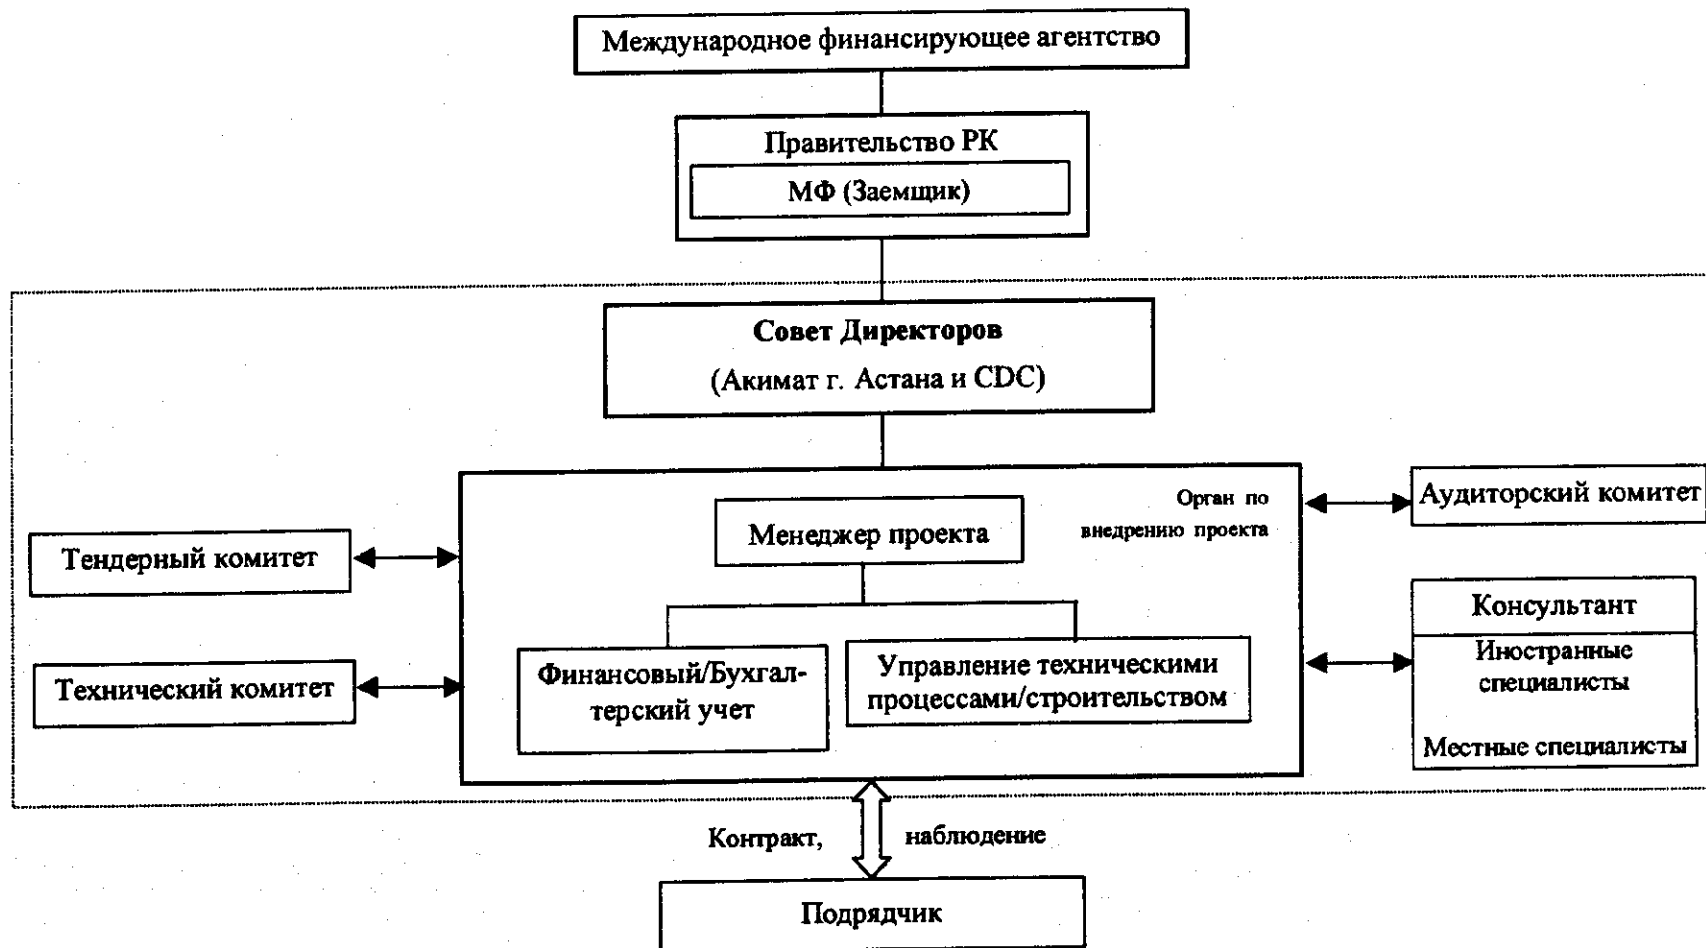 Международное финансирующее агентство
Правительство РК
МФ (Заемщик)
Совет Директоров
(Акимат г. Астана и CDC)
Орган по
внедрению проекта
Менеджер проекта
Аудиторский комитет
Тендерный комитет
Консультант
Иностранные
специалисты
Местные специалисты
Технический комитет
Финансовый/Бухгал-
терский учет
Управление техническими
процессами/строительством
Контракт, наблюдение
Подрядчик